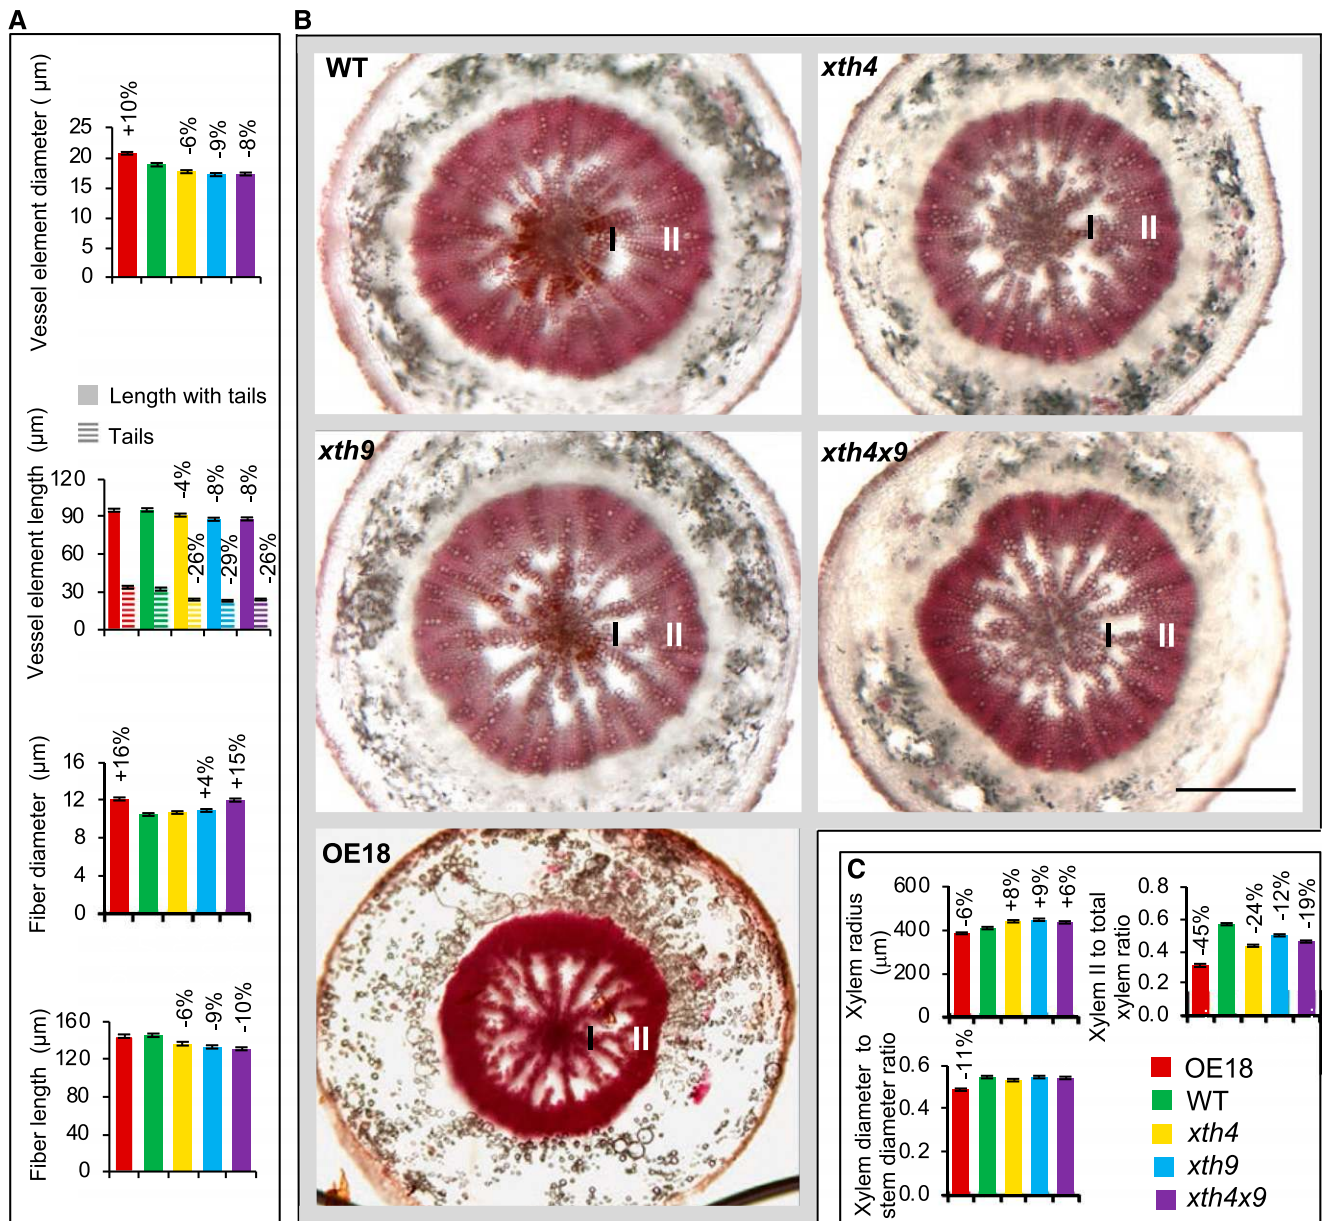 A
Vessel element diameter ( µm)
25
20
15
10
5
0
+10%
-6%
-9%
-8%
Length with tails
Tails
Vessel element length (µm)
120
90
60
30
0
-4%
-26%
-8%
-29%
-8%
-26%
Fiber diameter (µm)
16
12
8
4
0
+16%
+4%
+15%
Fiber length (µm)
160
120
80
40
0
-6%
-9%
-10%
B
WT
I
II
xth4
I
II
xth9
I
II
xth4x9
I
II
OE18
I
II
C
Xylem radius
(µm)
600
400
200
0
-6%
+8%
+9%
+6%
Xylem II to total
xylem ratio
0.8
0.6
0.4
0.2
0.0
-45%
-24%
-12%
-19%
Xylem diameter to
stem diameter ratio
0.6
0.4
0.2
0.0
-11%
OE18
WT
xth4
xth9
xth4x9